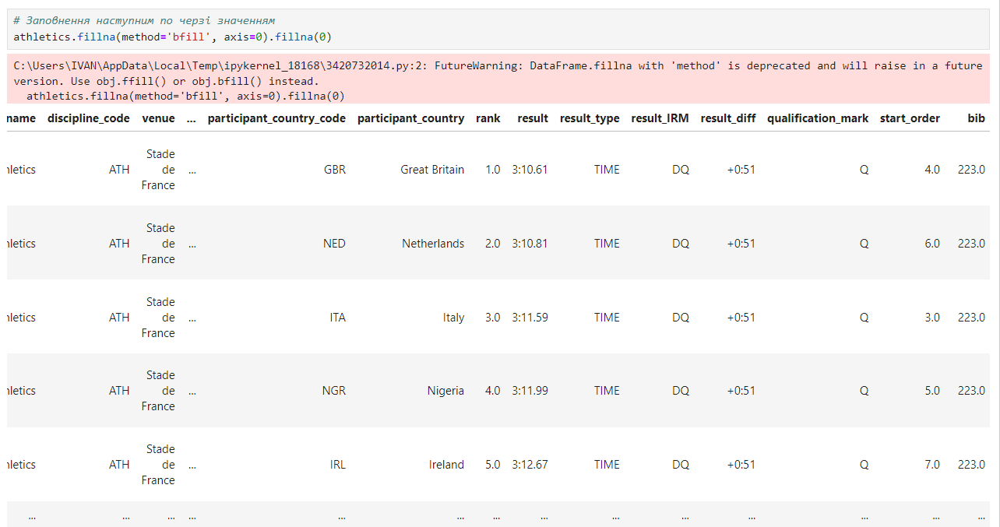 # Заповнення наступним по черзі значенням
athletics.fillna(method='bfill', axis=0).fillna(0)
C:\Users\IVAN\AppData\Local\Temp\ipykernel_18168\3420732014.py:2: FutureWarning: DataFrame.fillna with 'method' is deprecated and will raise in a future
version. Use obj.ffill() or obj.bfill() instead.
athletics.fillna(method='bfill', axis=0).fillna(0)
name discipline_code venue ... participant_country_code participant_country rank result result_type result_IRM result_diff qualification_mark start_order bib
Stade
hletics ATH de ... GBR Great Britain 1.0 3:10.61 TIME DQ +0:51 Q 4.0 223.0
France
Stade
hletics ATH de ... NED Netherlands 2.0 3:10.81 TIME DQ +0:51 Q 6.0 223.0
France
Stade
hletics ATH de ... ITA Italy 3.0 3:11.59 TIME DQ +0:51 Q 3.0 223.0
France
Stade
hletics ATH de ... NGR Nigeria 4.0 3:11.99 TIME DQ +0:51 Q 5.0 223.0
France
Stade
hletics ATH de ... IRL Ireland 5.0 3:12.67 TIME DQ +0:51 Q 7.0 223.0
France
... ... ... ... ... ... ... ... ... ... ... ... ... ...